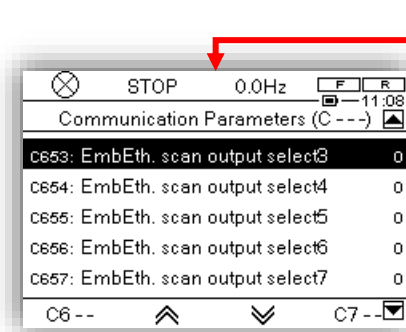 STOP 0.0Hz F R
11:08
Communication Parameters (C - - -)
C653: EmbEth. scan output select3 0
C654: EmbEth. scan output select4 0
C655: EmbEth. scan output select5 0
C656: EmbEth. scan output select6 0
C657: EmbEth. scan output select7 0
C6 - - C7 - -